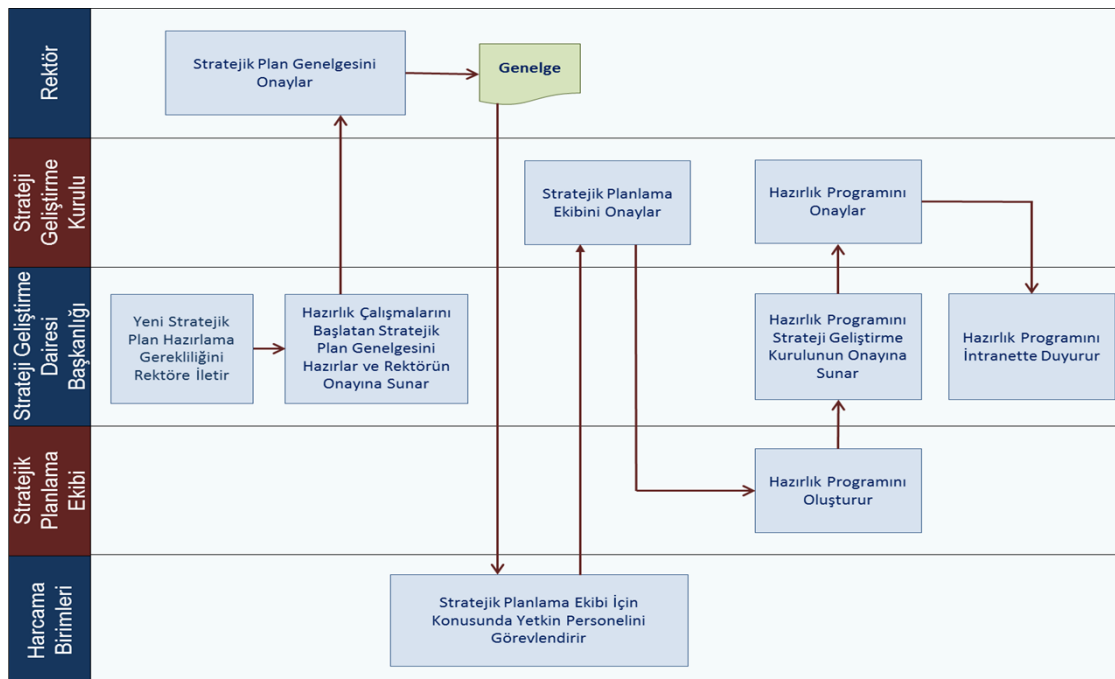 Rektör
Stratejik Plan Genelgesini
Onaylar
Genelge
Strateji
Geliştirme
Kurulu
Stratejik Planlama
Ekibini Onaylar
Hazırlık Programını
Onaylar
Strateji Geliştirme
Dairesi
Başkanlığı
Yeni Stratejik
Plan Hazırlama
Gerekliliğini
Rektöre İletir
Hazırlık Çalışmalarını
Başlatan Stratejik
Plan Genelgesini
Hazırlar ve Rektörün
Onayına Sunar
Hazırlık Programını
Strateji Geliştirme
Kurulunun Onayına
Sunar
Hazırlık Programını
İntranette Duyurur
Stratejik
Planlama
Ekibi
Hazırlık Programını
Oluşturur
Harcama
Birimleri
Stratejik Planlama Ekibi İçin
Konusunda Yetkin Personelini
Görevlendirir